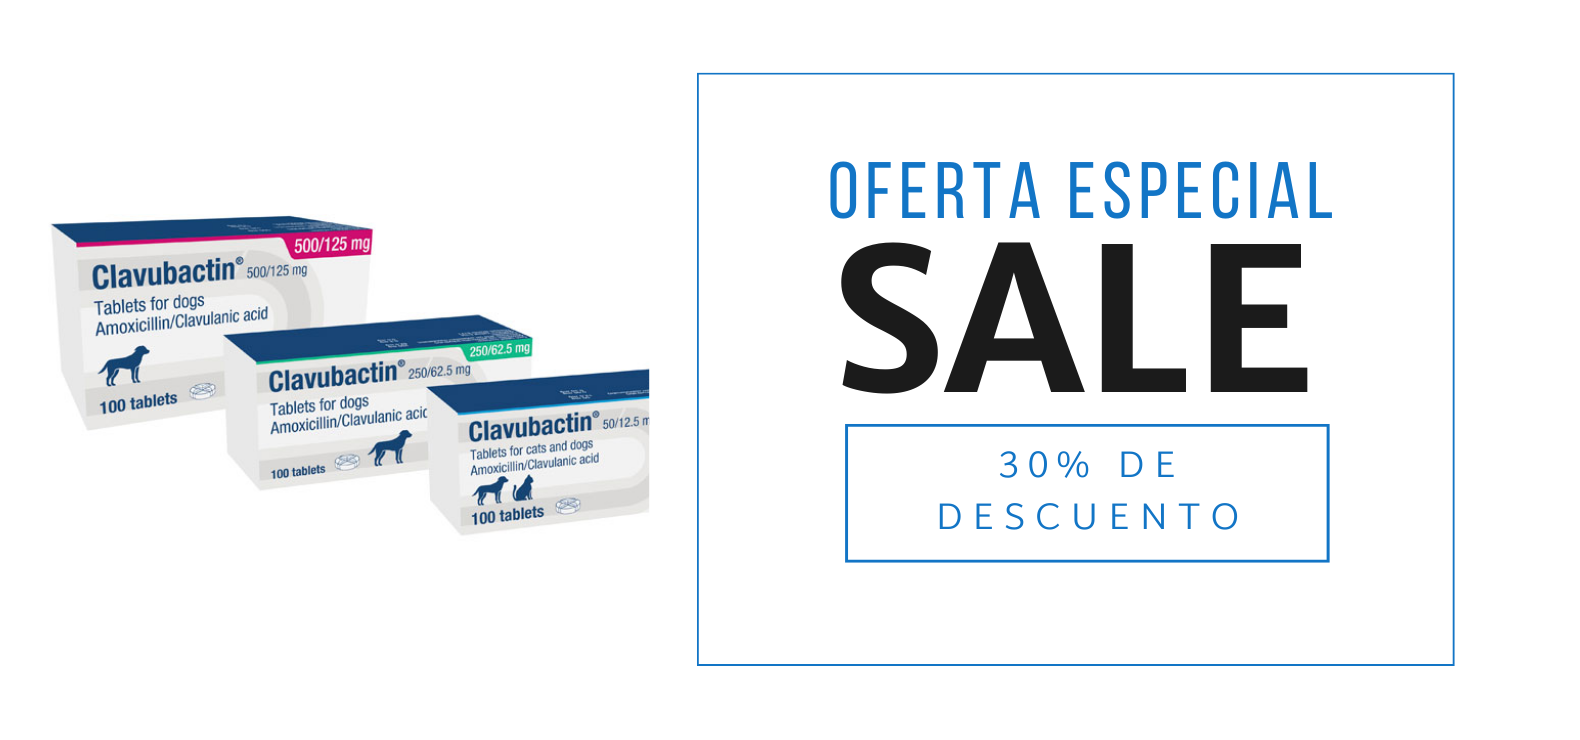 500/125 mg
Clavubactin® 500/125 mg
Tablets for dogs
Amoxicillin/Clavulanic acid
100 tablets
250/62.5 mg
Clavubactin® 250/62.5 mg
Tablets for dogs
Amoxicillin/Clavulanic acid
100 tablets
Clavubactin® 50/12.5 m
Tablets for cats and dogs
Amoxicillin/Clavulanic acid
100 tablets
OFERTA ESPECIAL
SALE
30% DE
DESCUENTO